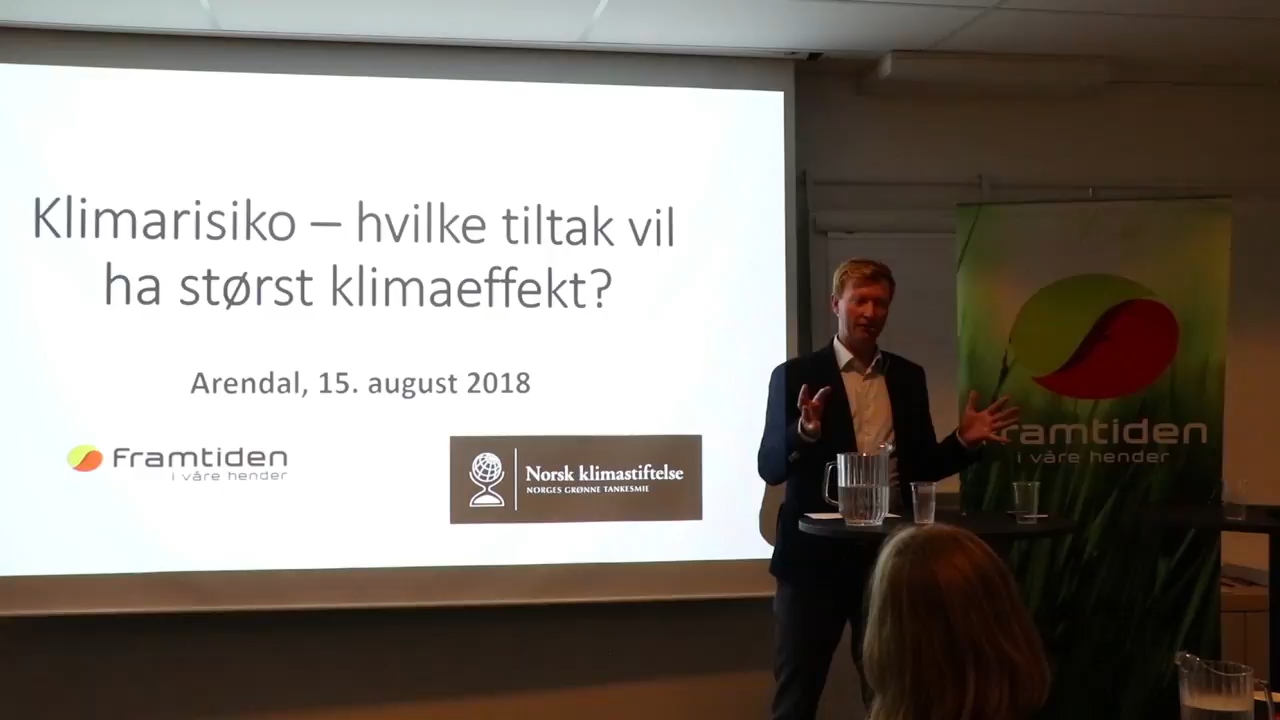 Klimarisiko – hvilke tiltak vil
ha størst klimaeffekt?
Arendal, 15. august 2018
Framtiden
i våre hender
Norsk klimastiftelse
NORGES GRØNNE TANKESMIE
ramtiden
i våre hender